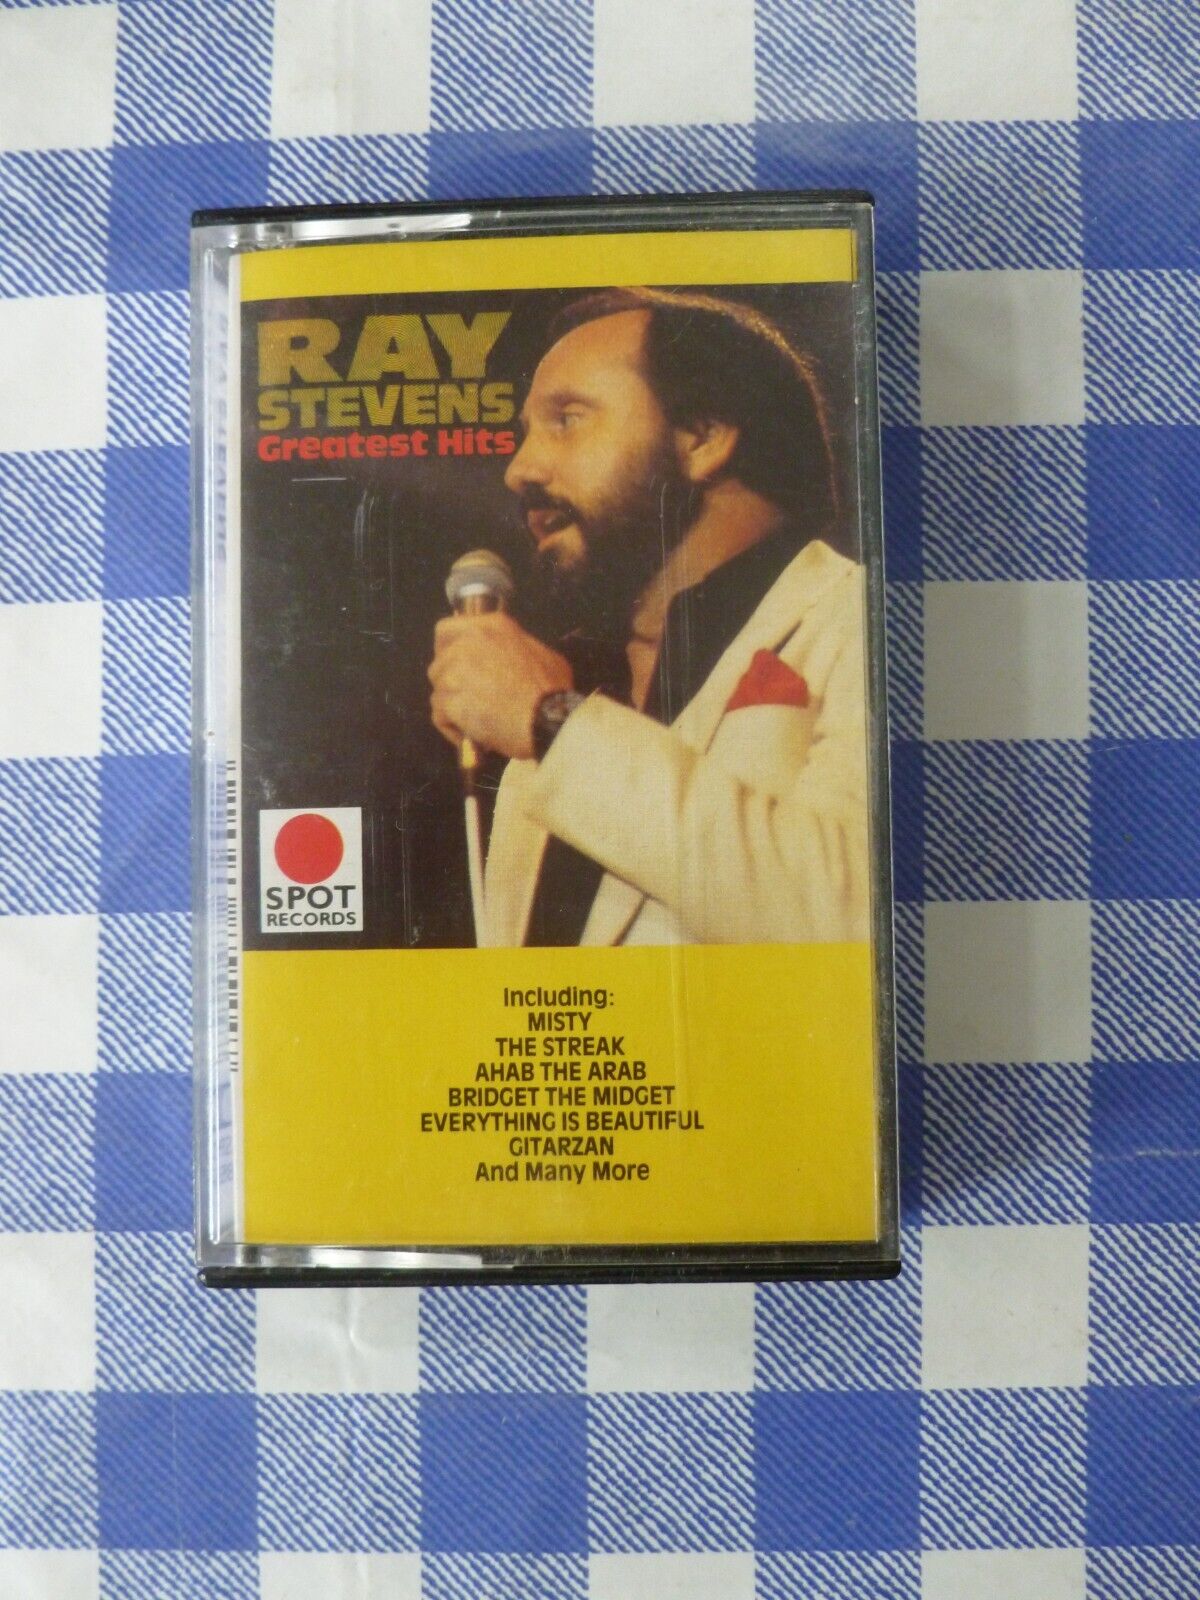 RAY
STEVENS
Greatest Hits
SPOT
RECORDS
Including:
MISTY
THE STREAK
AHAB THE ARAB
BRIDGET THE MIDGET
EVERYTHING IS BEAUTIFUL
GITARZAN
And Many More